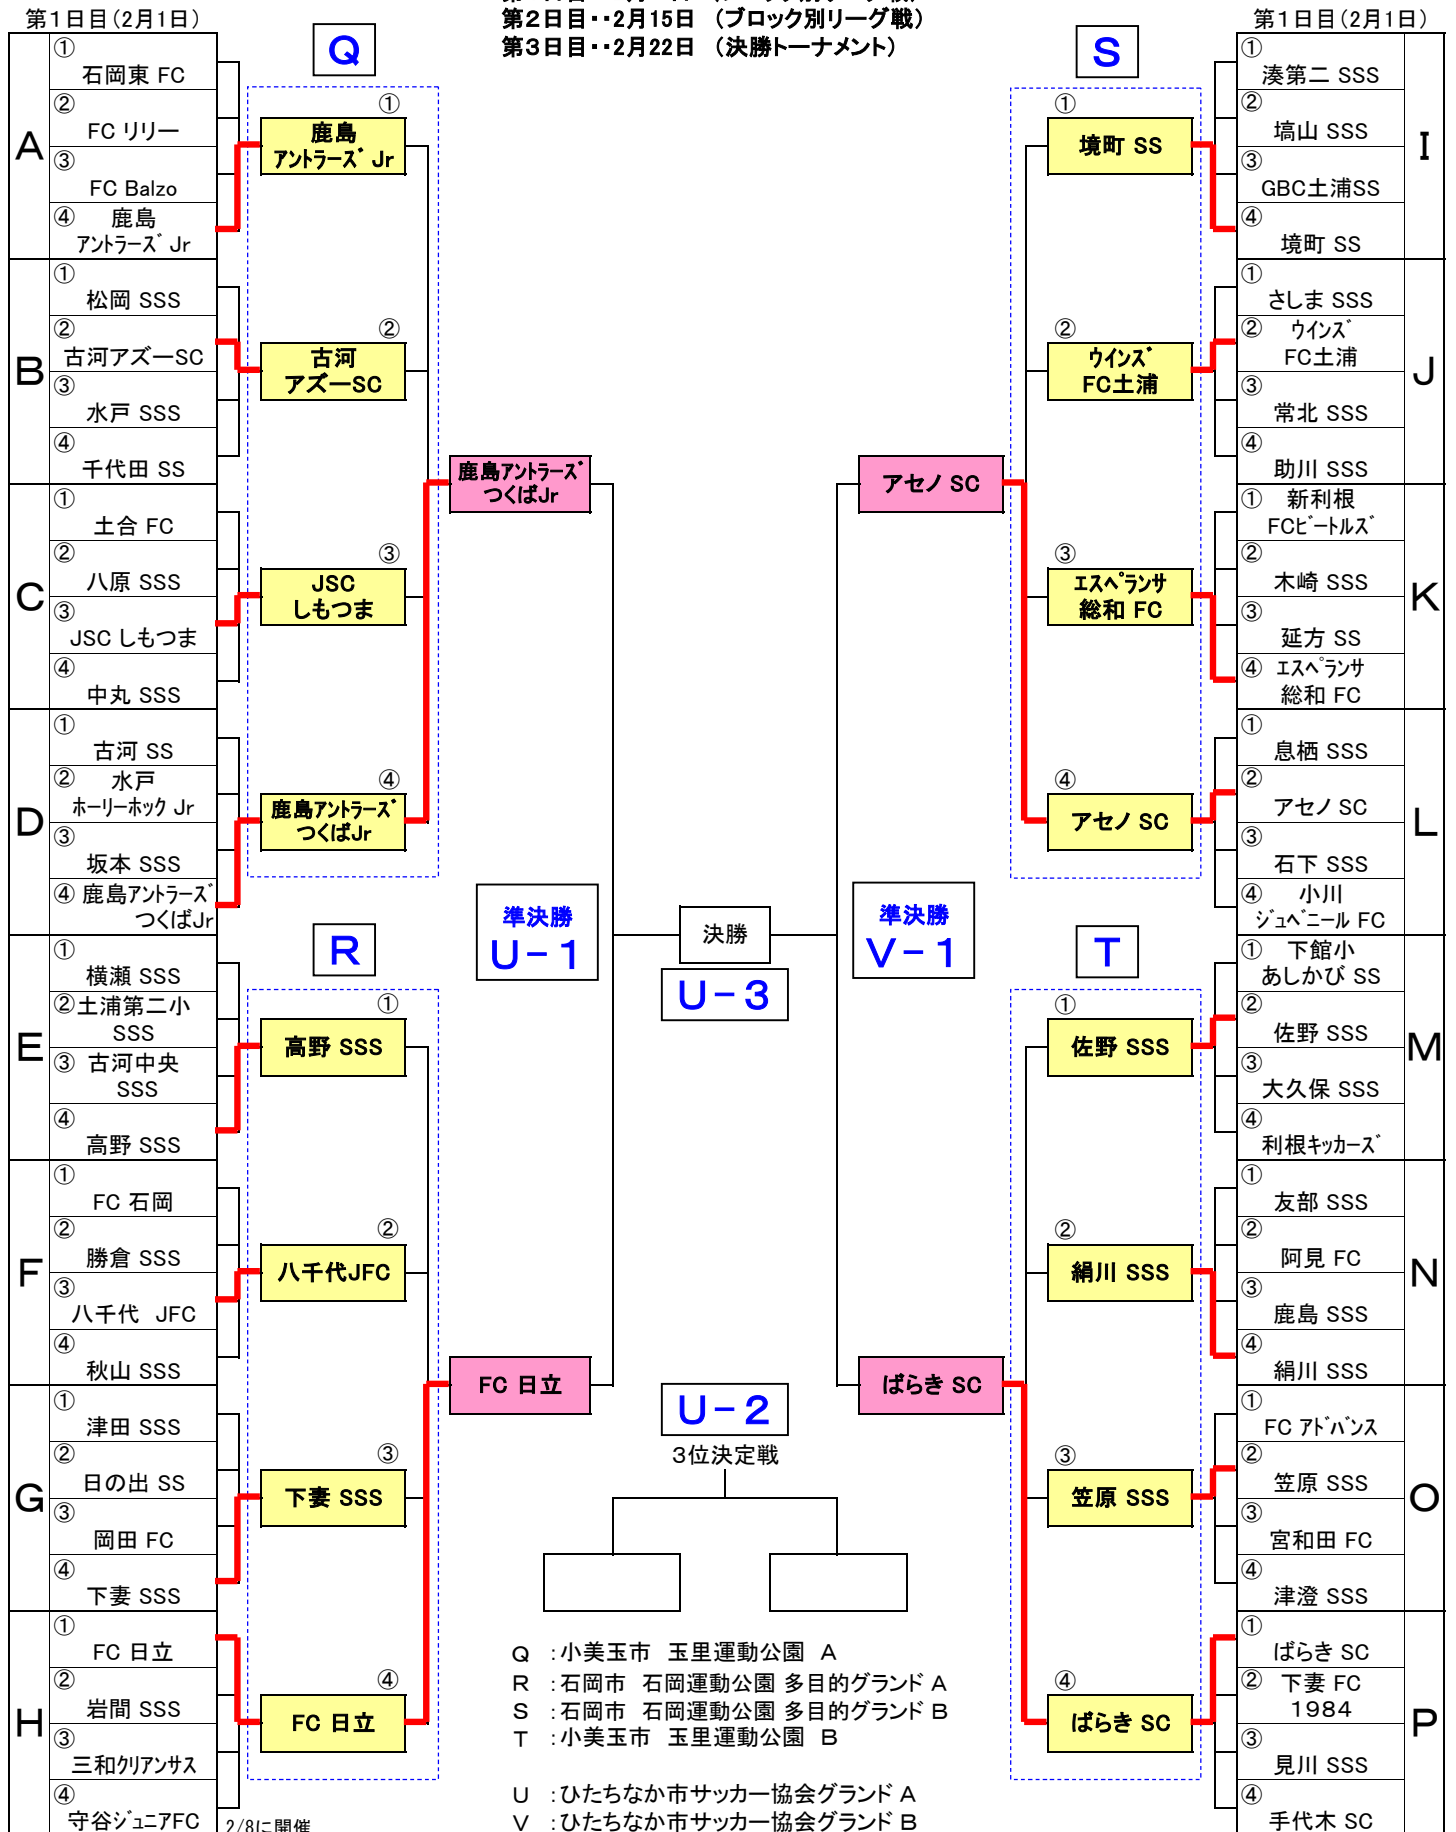 第2日目・・2月15日 （ブロック別リーグ戦）
第3日目・・2月22日 （決勝トーナメント）
第1日目（2月1日）
A
① 石岡東 FC
② FC リリー
③ FC Balzo
④ 鹿島
アントラーズ Jr
B
① 松岡 SSS
② 古河アズーSC
③ 水戸 SSS
④ 千代田 SS
C
① 土合 FC
② 八原 SSS
③ JSC しもつま
④ 中丸 SSS
D
① 古河 SS
② 水戸
ホーリーホック Jr
③ 坂本 SSS
④ 鹿島アントラーズ
つくばJr
E
① 横瀬 SSS
② 土浦第二小
SSS
③ 古河中央
SSS
④ 高野 SSS
F
① FC 石岡
② 勝倉 SSS
③ 八千代 JFC
④ 秋山 SSS
G
① 津田 SSS
② 日の出 SS
③ 岡田 FC
④ 下妻 SSS
H
① FC 日立
② 岩間 SSS
③ 三和クリアンサス
④ 守谷ジュニアFC
2/8に開催
Q
①
鹿島
アントラーズ Jr
②
古河
アズーSC
③
JSC
しもつま
④
鹿島アントラーズ
つくばJr
R
①
高野 SSS
②
八千代JFC
③
下妻 SSS
④
FC 日立
鹿島アントラーズ
つくばJr
FC 日立
準決勝
U-1
決勝
U-3
準決勝
V-1
U-2
3位決定戦
アセノ SC
ばらき SC
S
①
境町 SS
②
ウインズ
FC土浦
③
エスペランサ
総和 FC
④
アセノ SC
T
①
佐野 SSS
②
絹川 SSS
③
笠原 SSS
④
ばらき SC
第1日目（2月1日）
I
① 湊第二 SSS
② 塙山 SSS
③ GBC土浦SS
④ 境町 SS
J
① さしま SSS
② ウインズ
FC土浦
③ 常北 SSS
④ 助川 SSS
K
① 新利根
FCビートルズ
② 木崎 SSS
③ 延方 SS
④ エスペランサ
総和 FC
L
① 息栖 SSS
② アセノ SC
③ 石下 SSS
④ 小川
ジュベニール FC
M
① 下館小
あしかび SS
② 佐野 SSS
③ 大久保 SSS
④ 利根キッカーズ
N
① 友部 SSS
② 阿見 FC
③ 鹿島 SSS
④ 絹川 SSS
O
① FC アドバンス
② 笠原 SSS
③ 宮和田 FC
④ 津澄 SSS
P
① ばらき SC
② 下妻 FC
1984
③ 見川 SSS
④ 手代木 SC
Q ：小美玉市 玉里運動公園 A
R ：石岡市 石岡運動公園 多目的グランド A
S ：石岡市 石岡運動公園 多目的グランド B
T ：小美玉市 玉里運動公園 B
U ：ひたちなか市サッカー協会グランド A
V ：ひたちなか市サッカー協会グランド B